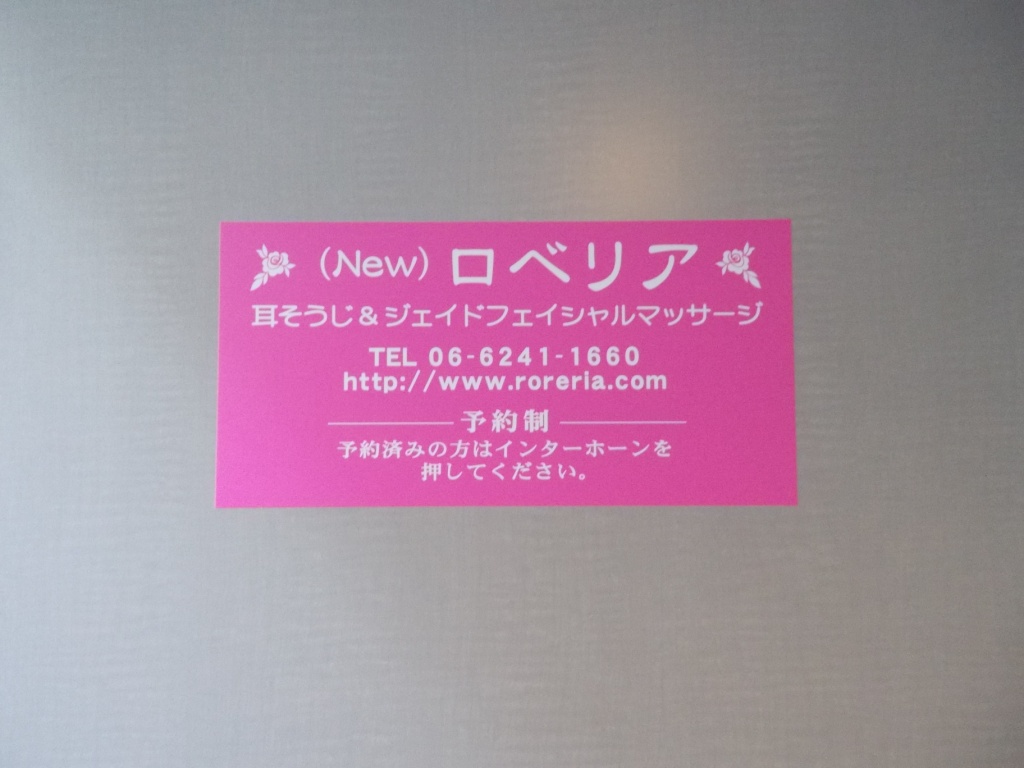 (New) ロベリア
耳そうじ&ジェイドフェイシャルマッサージ
TEL 06-6241-1660
http://www.roreria.com
予約制
予約済みの方はインターホーンを
押してください。